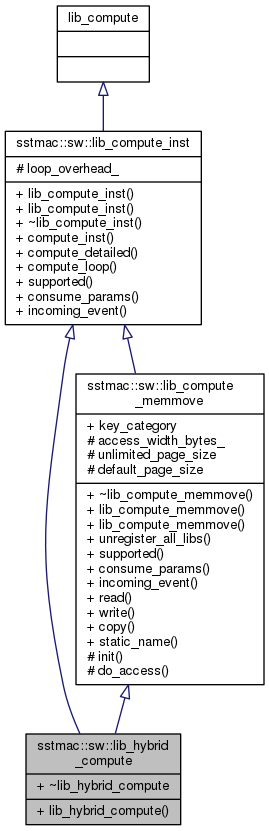 lib_compute
sstmac::sw::lib_compute_inst
# loop_overhead_
+ lib_compute_inst()
+ lib_compute_inst()
+ ~lib_compute_inst()
+ compute_inst()
+ compute_detailed()
+ compute_loop()
+ supported()
+ consume_params()
+ incoming_event()
sstmac::sw::lib_compute
_memmove
+ key_category
# access_width_bytes_
# unlimited_page_size
# default_page_size
+ ~lib_compute_memmove()
+ lib_compute_memmove()
+ lib_compute_memmove()
+ unregister_all_libs()
+ supported()
+ consume_params()
+ incoming_event()
+ read()
+ write()
+ copy()
+ static_name()
# init()
# do_access()
sstmac::sw::lib_hybrid
_compute
+ ~lib_hybrid_compute
+ lib_hybrid_compute()